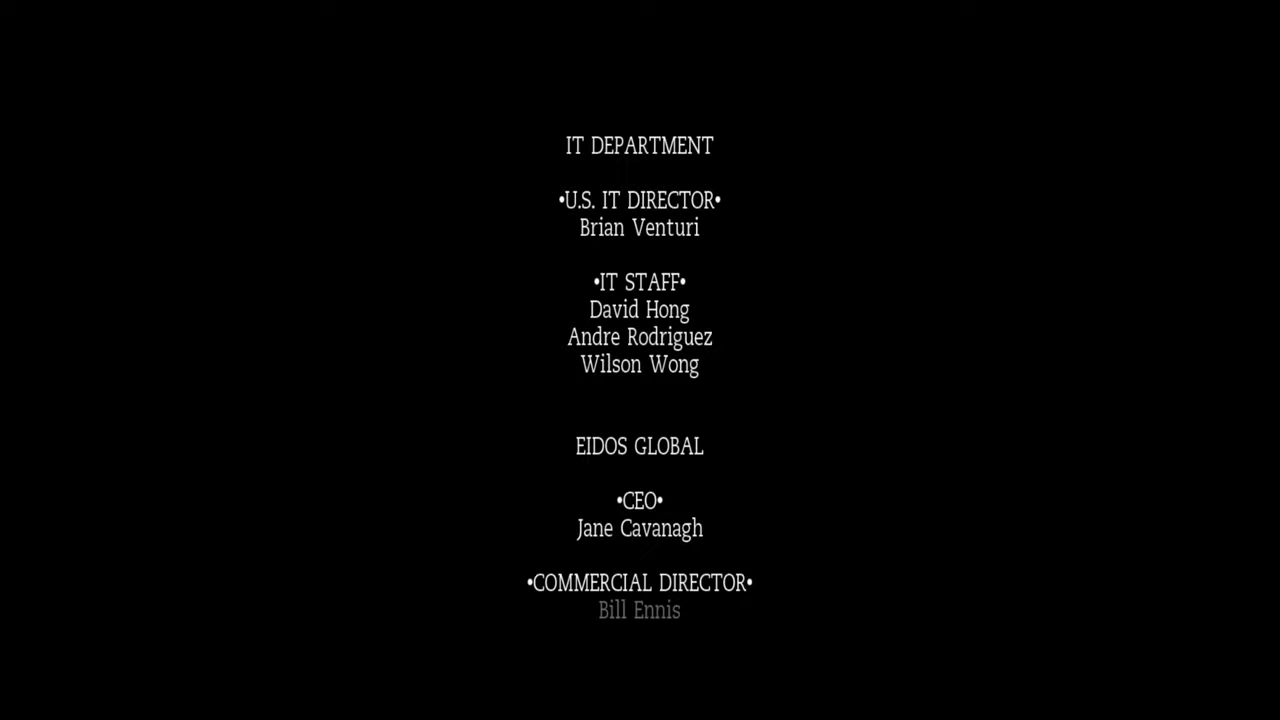 IT DEPARTMENT
•U.S. IT DIRECTOR•
Brian Venturi
•IT STAFF•
David Hong
Andre Rodriguez
Wilson Wong
EIDOS GLOBAL
•CEO•
Jane Cavanagh
•COMMERCIAL DIRECTOR•
Bill Ennis